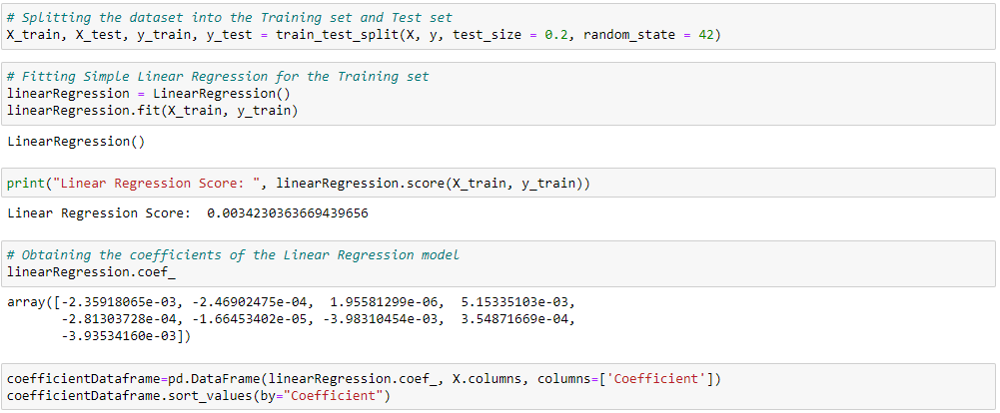 # Splitting the dataset into the Training set and Test set
X_train, X_test, y_train, y_test = train_test_split(X, y, test_size = 0.2, random_state = 42)
# Fitting Simple Linear Regression for the Training set
linearRegression = LinearRegression()
linearRegression.fit(X_train, y_train)
LinearRegression()
print("Linear Regression Score: ", linearRegression.score(X_train, y_train))
Linear Regression Score:  0.0034230363669439656
# Obtaining the coefficients of the Linear Regression model
linearRegression.coef_
array([-2.35918065e-03, -2.46902475e-04,  1.95581299e-06,  5.15335103e-03,
       -2.81303728e-04, -1.66453402e-05, -3.98310454e-03,  3.54871669e-04,
       -3.93534160e-03])
coefficientDataframe=pd.DataFrame(linearRegression.coef_, X.columns, columns=['Coefficient'])
coefficientDataframe.sort_values(by="Coefficient")